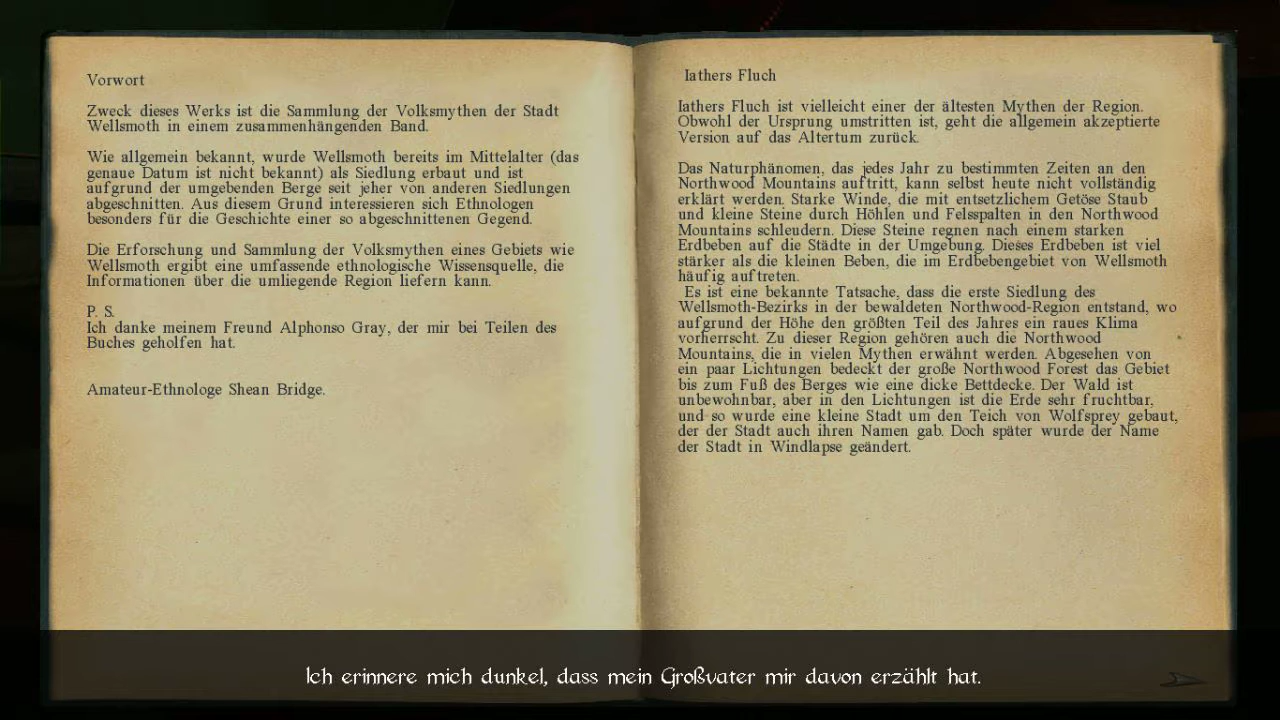 Vorwort
Zweck dieses Werks ist die Sammlung der Volksmythen der Stadt
Wellsmoth in einem zusammenhängenden Band.
Wie allgemein bekannt, wurde Wellsmoth bereits im Mittelalter (das
genaue Datum ist nicht bekannt) als Siedlung erbaut und ist
aufgrund der umgebenden Berge seit jeher von anderen Siedlungen
abgeschnitten. Aus diesem Grund interessieren sich Ethnologen
besonders für die Geschichte einer so abgeschnittenen Gegend.
Die Erforschung und Sammlung der Volksmythen eines Gebiets wie
Wellsmoth ergibt eine umfassende ethnologische Wissensquelle, die
Informationen über die umliegende Region liefern kann.
P. S.
Ich danke meinem Freund Alphonso Gray, der mir bei Teilen des
Buches geholfen hat.
Amateur-Ethnologe Shean Bridge.
Iathers Fluch
Iathers Fluch ist vielleicht einer der ältesten Mythen der Region.
Obwohl der Ursprung umstritten ist, geht die allgemein akzeptierte
Version auf das Altertum zurück.
Das Naturphänomen, das jedes Jahr zu bestimmten Zeiten an den
Northwood Mountains auftritt, kann selbst heute nicht vollständig
erklärt werden. Starke Winde, die mit entsetzlichem Getöse Staub
und kleine Steine durch Höhlen und Felsspalten in den Northwood
Mountains schleudern. Diese Steine regnen nach einem starken
Erdbeben auf die Städte in der Umgebung. Dieses Erdbeben ist viel
stärker als die kleinen Beben, die im Erdbebengebiet von Wellsmoth
häufig auftreten.
Es ist eine bekannte Tatsache, dass die erste Siedlung des
Wellsmoth-Bezirks in der bewaldeten Northwood-Region entstand, wo
aufgrund der Höhe den größten Teil des Jahres ein raues Klima
vorherrscht. Zu dieser Region gehören auch die Northwood
Mountains, die in vielen Mythen erwähnt werden. Abgesehen von
ein paar Lichtungen bedeckt der große Northwood Forest das Gebiet
bis zum Fuß des Berges wie eine dicke Bettdecke. Der Wald ist
unbewohnbar, aber in den Lichtungen ist die Erde sehr fruchtbar,
und so wurde eine kleine Stadt um den Teich von Wolfsprey gebaut,
der der Stadt auch ihren Namen gab. Doch später wurde der Name
der Stadt in Windlapse geändert.
Ich erinnere mich dunkel, dass mein Großvater mir davon erzählt hat.